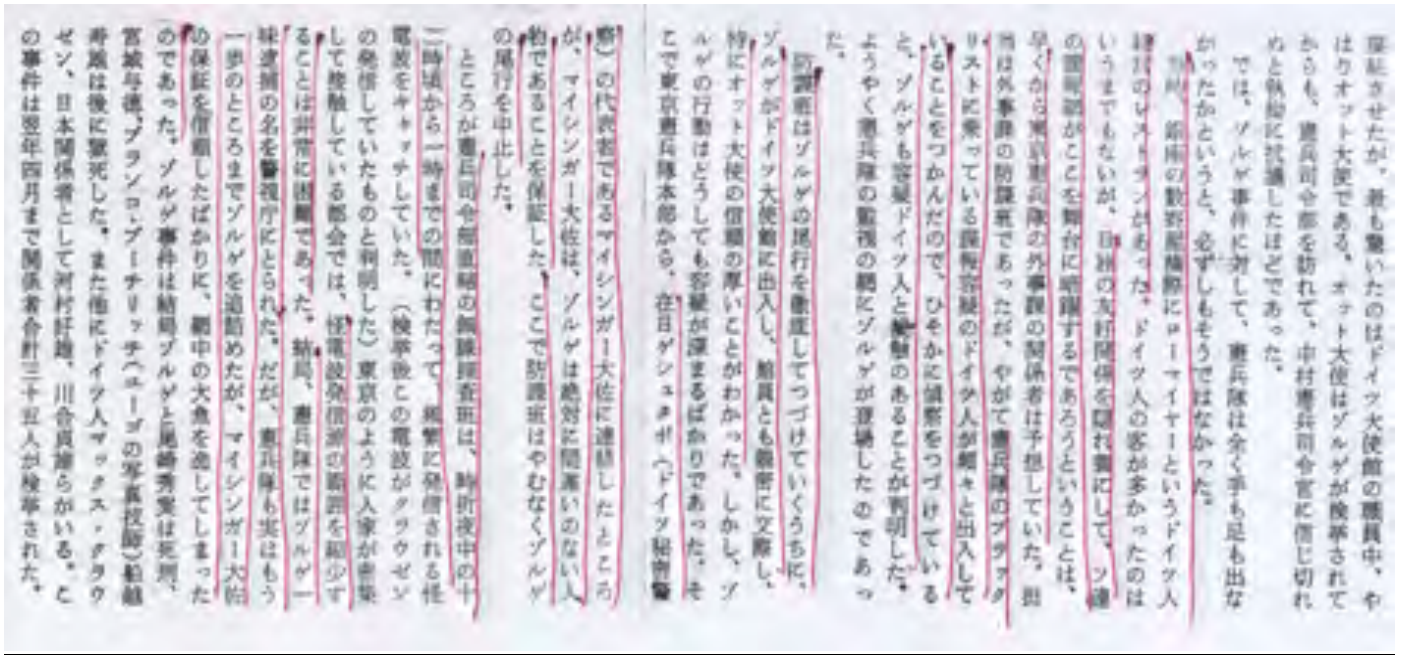 症させたが、最も驚いたのはドイツ大使館の職員中、や
はりオット大使である。オット大使はゾルゲが検挙されて
からも、憲兵司令部を訪れて、中村憲兵司令官に信じ切れ
ぬと執拗に抗議したほどであった。
では、ゾルゲ事件に対して、憲兵隊は全く手も足も出な
かったかというと、必ずしもそうではなかった。
当時、銀座の数寄屋橋際にローマイヤーというドイツ人
経営のレストランがあった。ドイツ人の客が多かったのは
いうまでもないが、日独の友好関係を隠れ蓑にして、ソ連
の諜報網がここを舞台に暗躍するであろうということは、
早くから東京憲兵隊の外事課の関係者は予想していた。担
当は外事課の防諜班であったが、やがて憲兵隊のブラック
リストに乗っている諜報容疑のドイツ人が細々と出入して
いることをつかんだので、ひそかに偵察をつづけている
と、ゾルゲも容疑ドイツ人と接触のあることが判明した。
ようやく憲兵隊の監視の網にゾルゲが登場したのであっ
た。
防諜班はゾルゲの尾行を徹底してつづけていくうちに、
ゾルゲがドイツ大使館に出入し、館員とも親密に交際し、
特にオット大使の信頼の厚いことがわかった。しかし、ゾ
ルゲの行動はどうしても容疑が深まるばかりであった。そ
こで東京憲兵隊本部から、在日ゲシュタポ(ドイツ秘密警
察)の代表者であるマイシンガー大佐に連絡したところ
が、マイシンガー大佐は、ゾルゲは絶対に間違いのない人
物であることを保証した。ここで防諜班はやむなくゾルゲ
の尾行を中止した。
ところが憲兵司令部直轄の無線探査班は、時折夜中の十
二時頃から一時までの間にわたって、頻繁に発信される怪
電波をキャッチしていた。(検挙後この電波がクラウゼン
の発信していたものと判明した)東京のように人家が密集
して接触している都会では、怪電波発信源の範囲を絞り少す
ることは非常に困難であった。結局、憲兵隊ではゾルゲ一
味逮捕の名を警視庁にとられた。だが、憲兵隊も実はもう
一歩のところまでゾルゲを追詰めたが、マイシンガー大佐
の保証を信頼したばかりに、網中の大魚を逸してしまった
のであった。ゾルゲ事件は結局ゾルゲと尾崎秀実は死刑、
宮城与徳、ブランコ・ブーケリッチ(ユーゴの写真技師)船越
寿雄は後に獄死した。また他にドイツ人マックス・クラウ
ゼン、日本関係者として河村好雄、川合貞雄らがいる。こ
の事件は翌年四月まで関係者合計三十五人が検挙された。